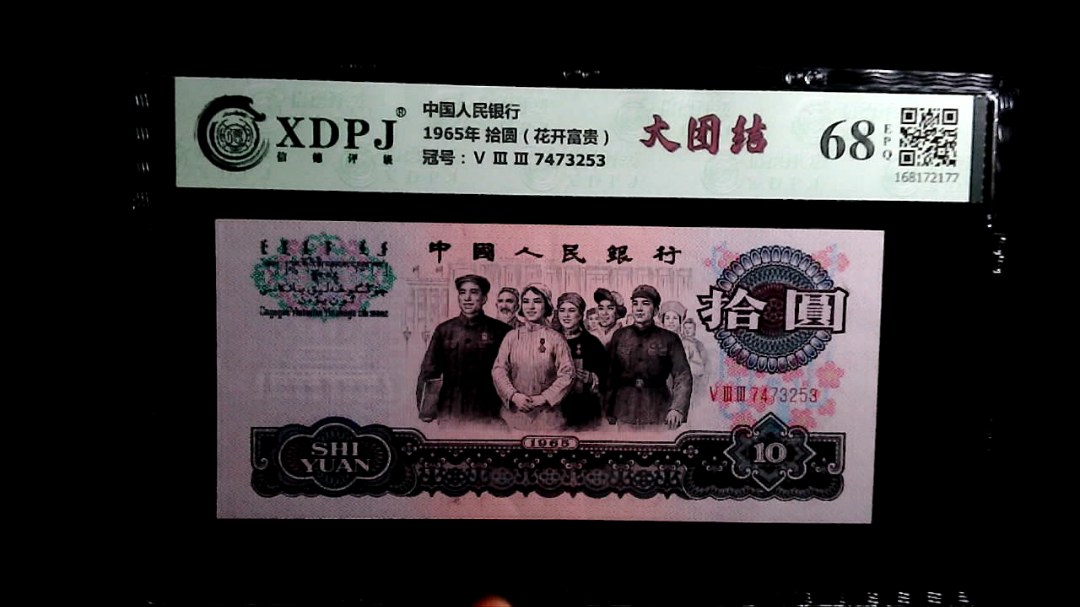 XDPJ®
信德评级
中国人民银行
1965年 拾圆（花开富贵）
冠号：V III III 7473253
大团结
68
EPQ
168172177
中國人民銀行
拾圓
V III III 7473253
1965
SHI
YUAN
10